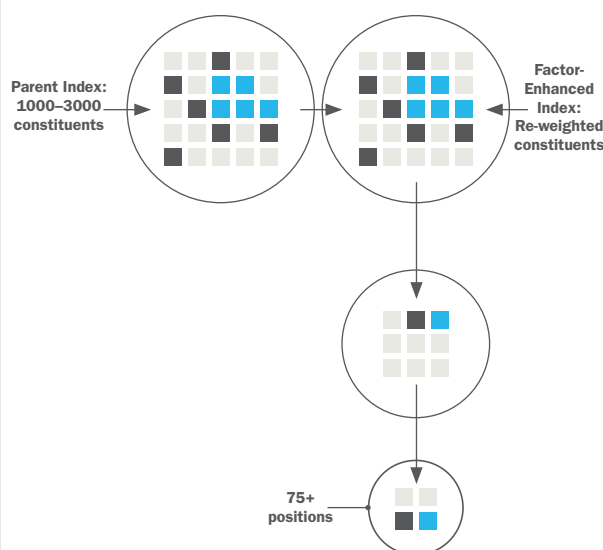 Parent Index:
1000–3000
constituents
Factor-
Enhanced
Index:
Re-weighted
constituents
75+
positions